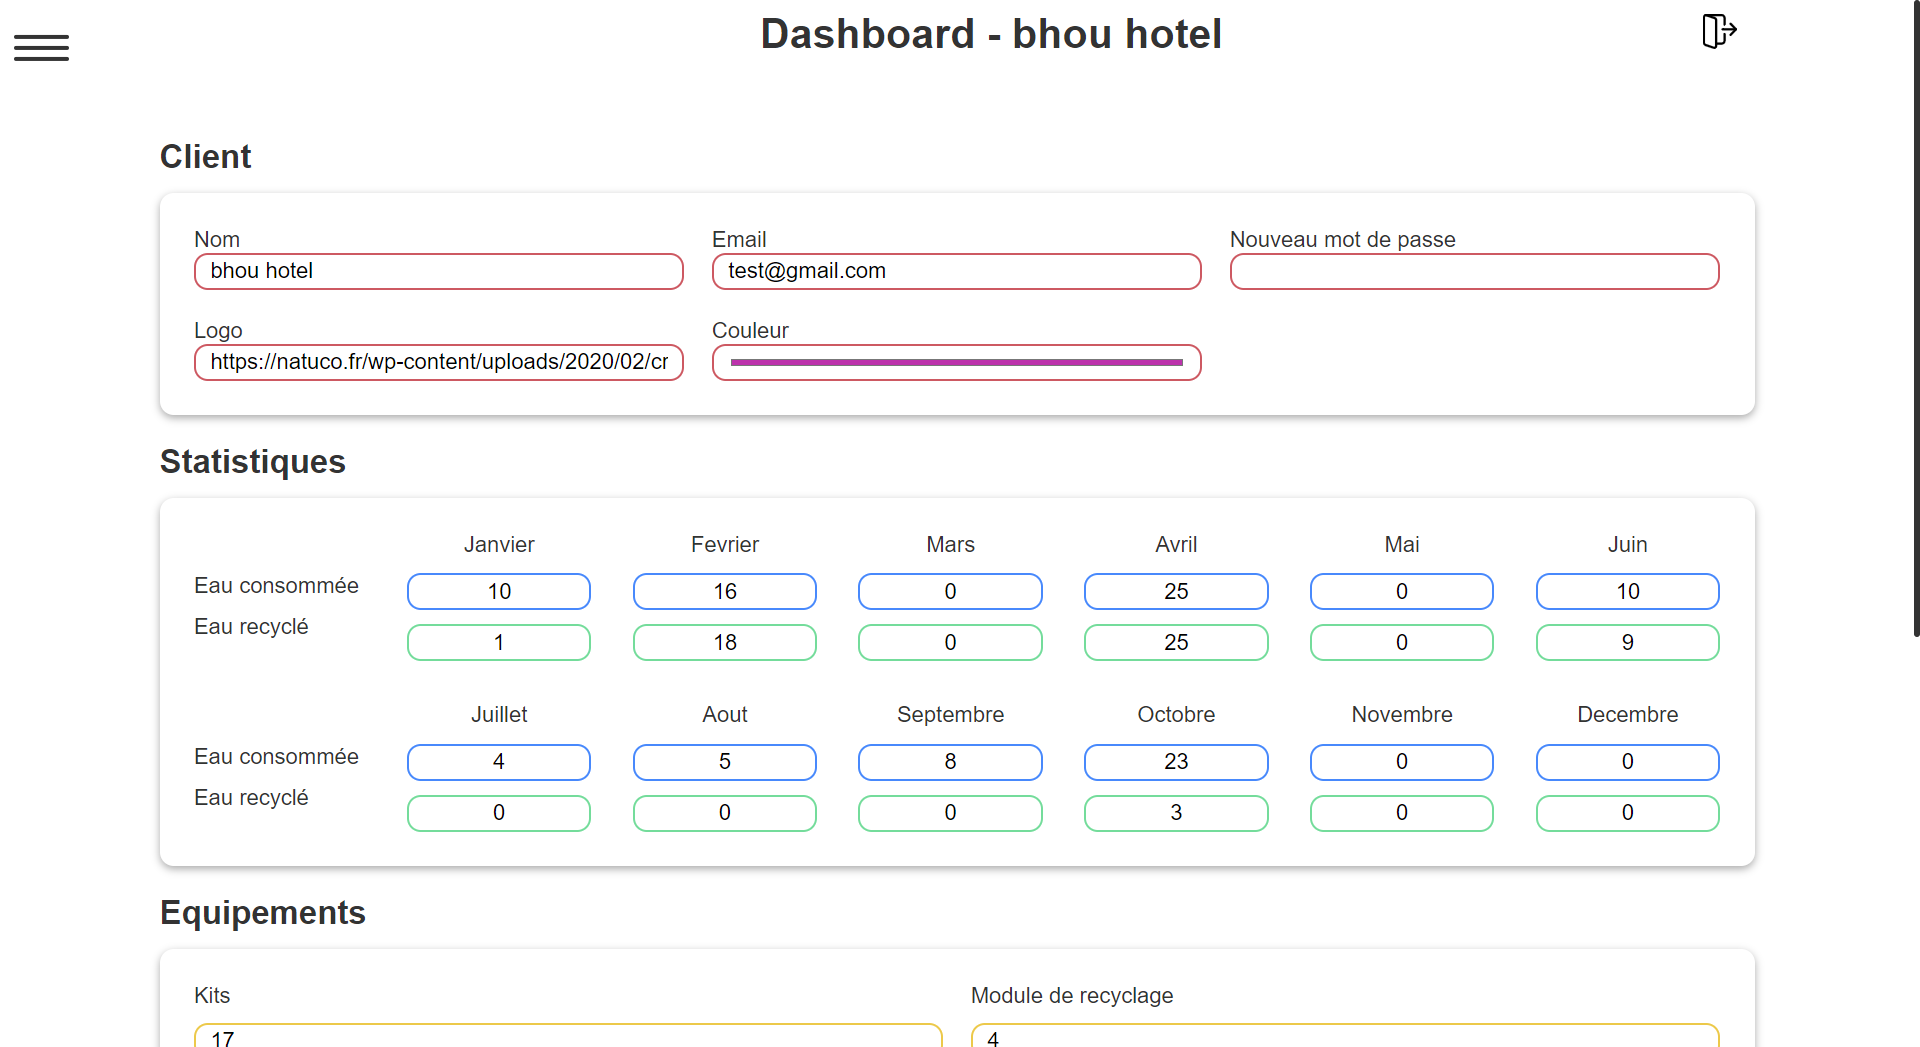 Dashboard - bhou hotel
Client
Nom Email Nouveau mot de passe
bhou hotel test@gmail.com
Logo Couleur
https://natuco.fr/wp-content/uploads/2020/02/cr
Statistiques
Janvier Fevrier Mars Avril Mai Juin
Eau consommée 10 16 0 25 0 10
Eau recyclé 1 18 0 25 0 9
Juillet Aout Septembre Octobre Novembre Decembre
Eau consommée 4 5 8 23 0 0
Eau recyclé 0 0 0 3 0 0
Equipements
Kits Module de recyclage
17 4